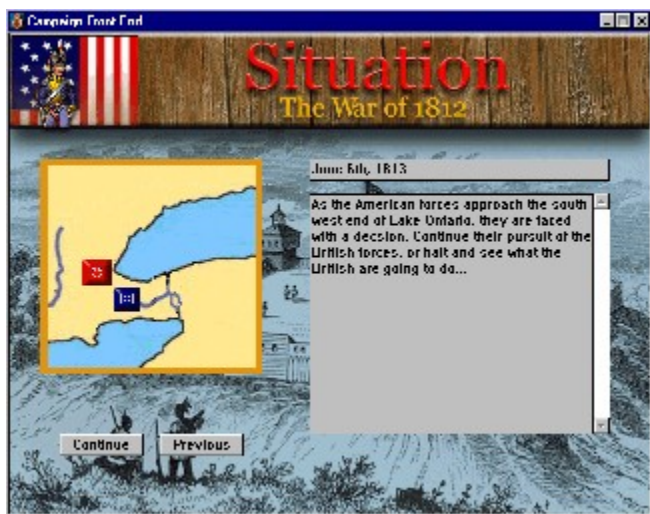 Campaign Front End
Situation
The War of 1812
June 5th, 1813
As the American forces approach the south
west end of Lake Ontario, they are faced
with a decsion. Continue their pursuit of the
British forces, or halt and see what the
British are going to do...
Continue
Previous